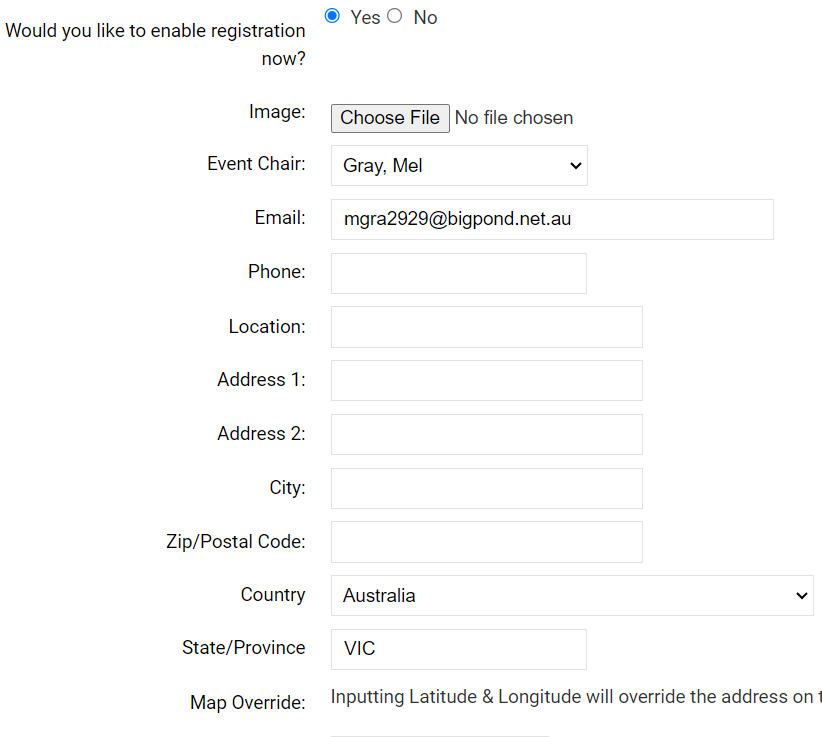 Would you like to enable registration now?
Yes No
Image: Choose File No file chosen
Event Chair: Gray, Mel
Email: mgra2929@bigpond.net.au
Phone:
Location:
Address 1:
Address 2:
City:
Zip/Postal Code:
Country Australia
State/Province VIC
Map Override: Inputting Latitude & Longitude will override the address on